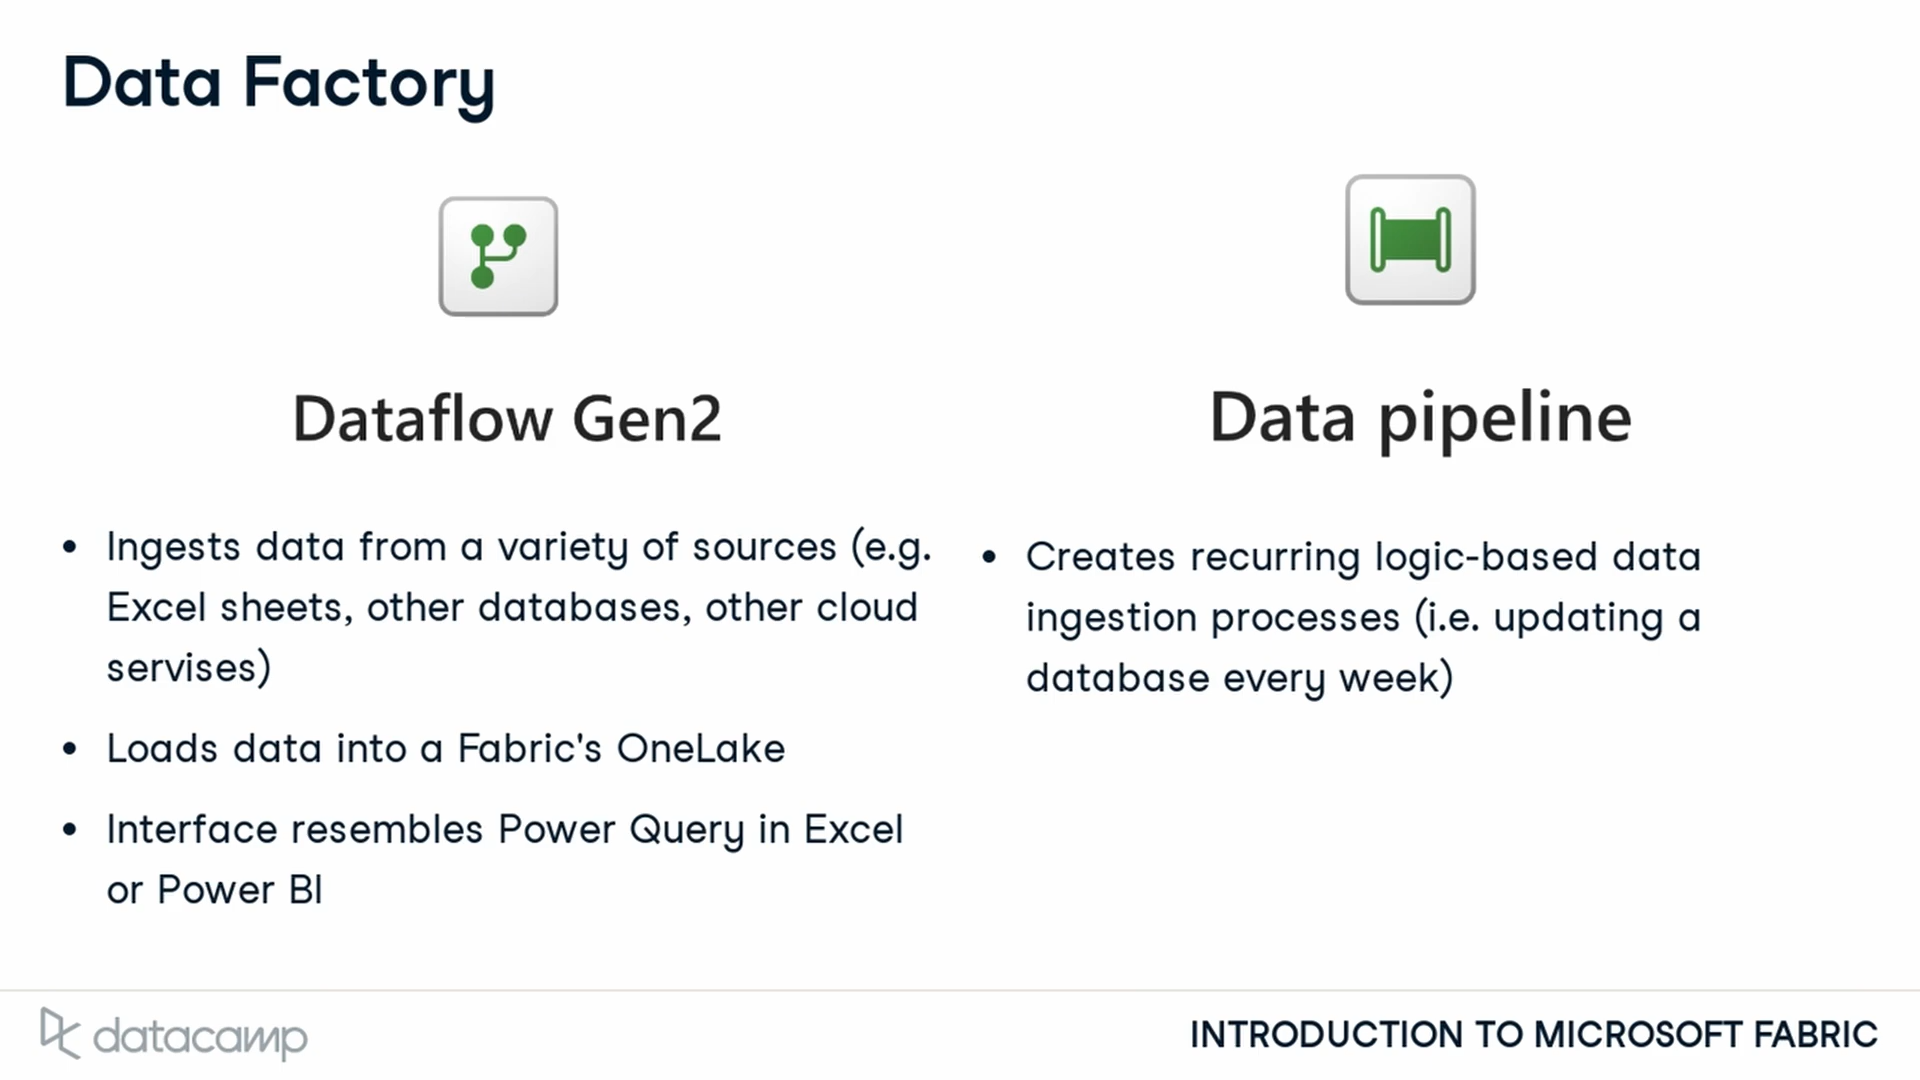 Data Factory
Dataflow Gen2
• Ingests data from a variety of sources (e.g.
Excel sheets, other databases, other cloud
servises)
• Loads data into a Fabric's OneLake
• Interface resembles Power Query in Excel
or Power BI
Data pipeline
• Creates recurring logic-based data
ingestion processes (i.e. updating a
database every week)
datacamp
INTRODUCTION TO MICROSOFT FABRIC